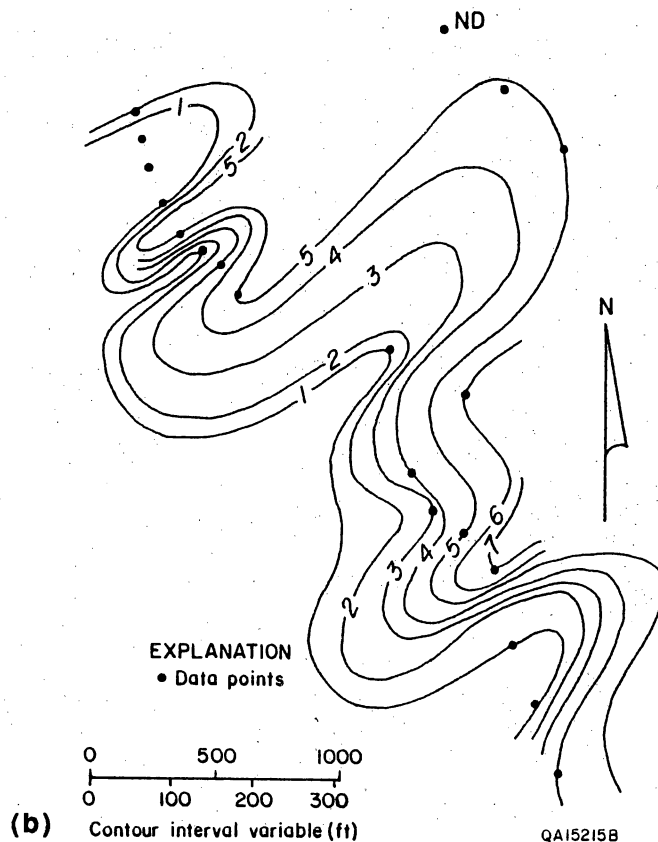 ND
1
2
5
5
4
3
N
2
1
6
7
5
4
3
2
EXPLANATION
• Data points
0 500 1000
0 100 200 300
(b) Contour interval variable (ft)
QA15215B